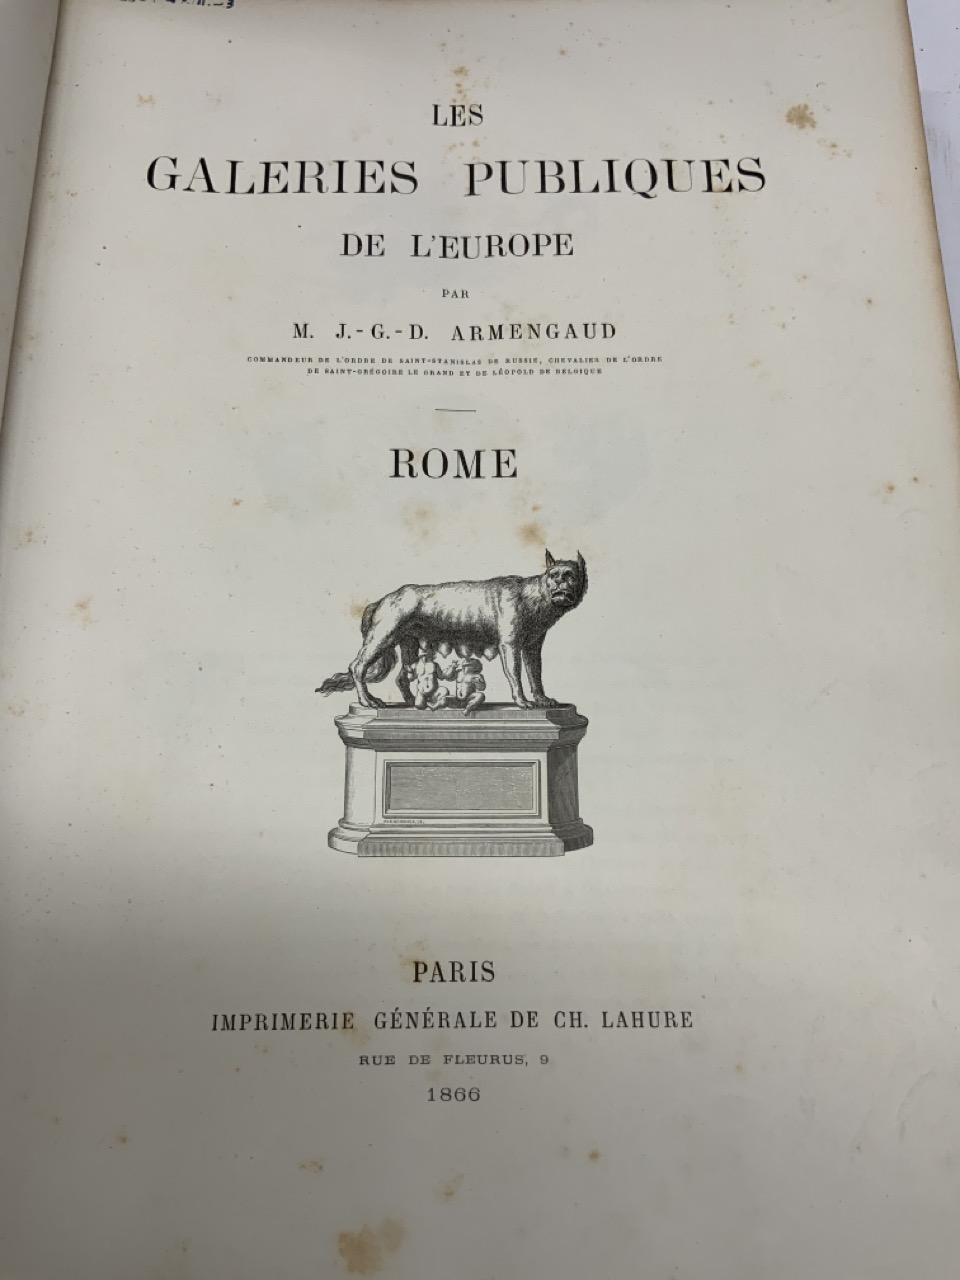 LES
GALERIES PUBLIQUES
DE L'EUROPE
PAR
M. J.-G.-D. ARMENGAUD
COMMANDEUR DE L'ORDRE DE SAINT-STANISLAS DE RUSSIE, CHEVALIER DE L'ORDRE
DE SAINT-GRÉGOIRE LE GRAND ET DE LÉOPOLD DE BELGIQUE
ROME
PARIS
IMPRIMERIE GÉNÉRALE DE CH. LAHURE
RUE DE FLEURUS, 9
1866